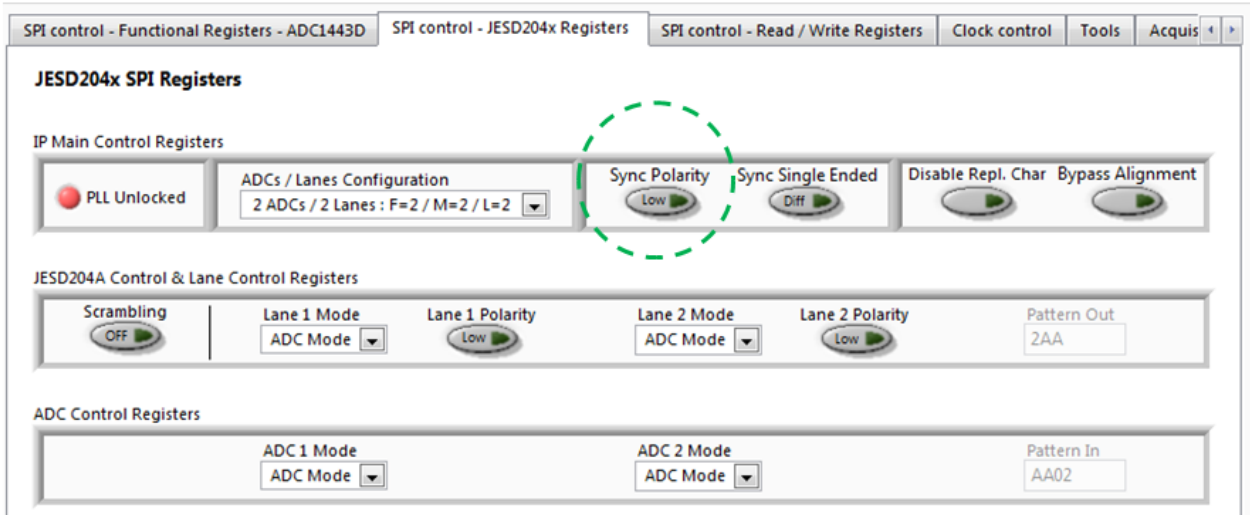 SPI control - Functional Registers - ADC1443D SPI control - JESD204x Registers SPI control - Read / Write Registers Clock control Tools Acquis
JESD204x SPI Registers
IP Main Control Registers
PLL Unlocked
ADCs / Lanes Configuration
2 ADCs / 2 Lanes : F=2 / M=2 / L=2
Sync Polarity
Low
Sync Single Ended
Diff
Disable Repl. Char
Bypass Alignment
JESD204A Control & Lane Control Registers
Scrambling
OFF
Lane 1 Mode
ADC Mode
Lane 1 Polarity
Low
Lane 2 Mode
ADC Mode
Lane 2 Polarity
Low
Pattern Out
2AA
ADC Control Registers
ADC 1 Mode
ADC Mode
ADC 2 Mode
ADC Mode
Pattern In
AA02